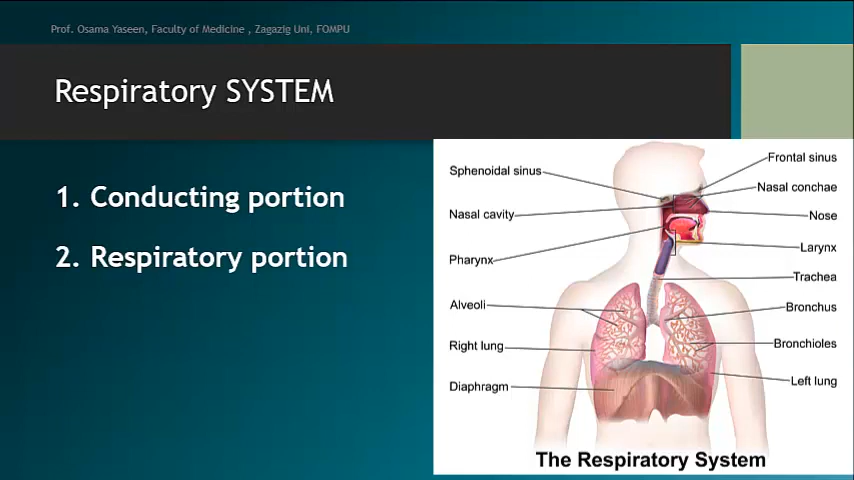 Prof. Osama Yaseen, Faculty of Medicine , Zagazig Uni, FOMPU
Respiratory SYSTEM
1. Conducting portion
2. Respiratory portion
Sphenoidal sinus
Nasal cavity
Pharynx
Alveoli
Right lung
Diaphragm
Frontal sinus
Nasal conchae
Nose
Larynx
Trachea
Bronchus
Bronchioles
Left lung
The Respiratory System